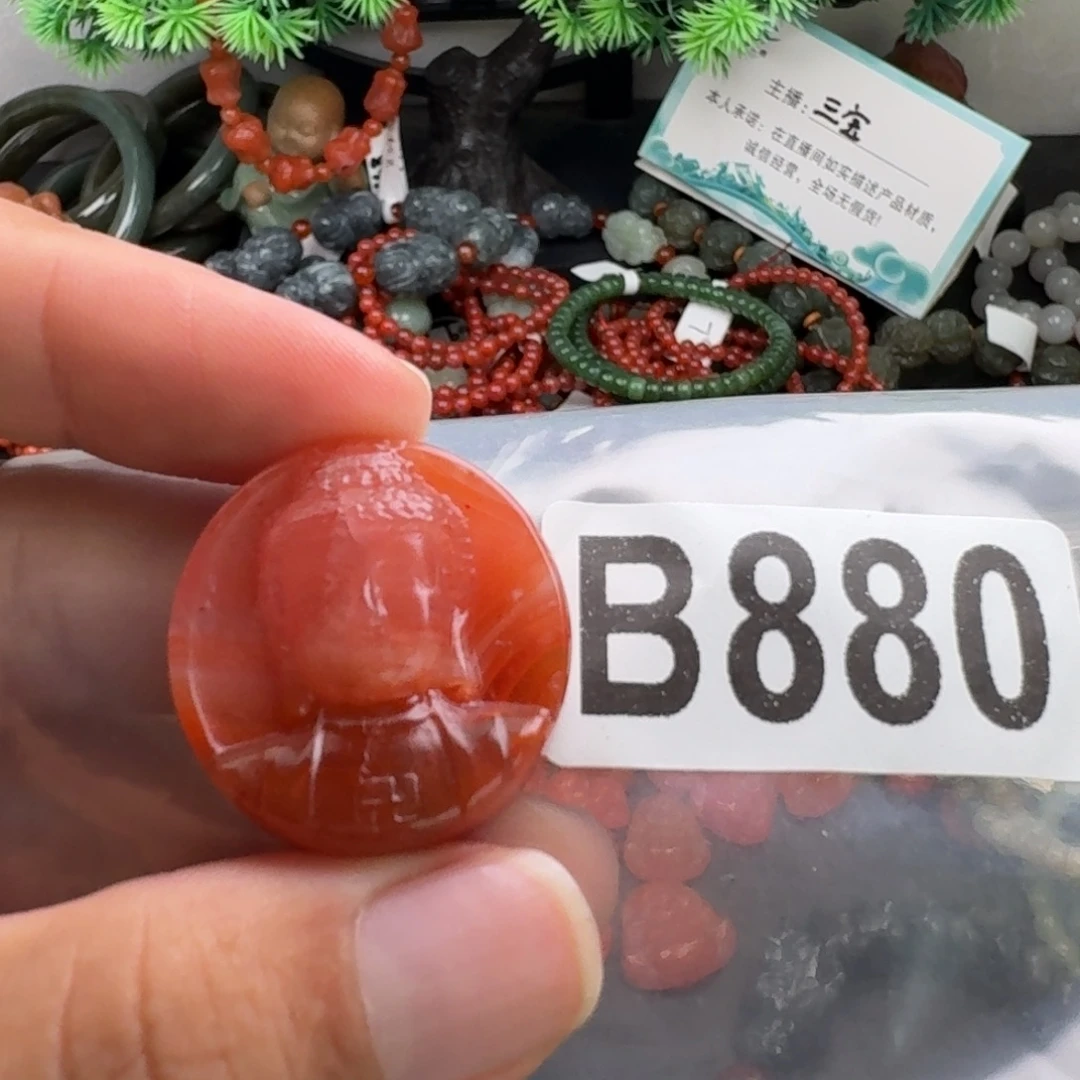 主播：三宝
本人承诺：在直播间如实描述产品材质，
诚信经营，全场无假货！
B880